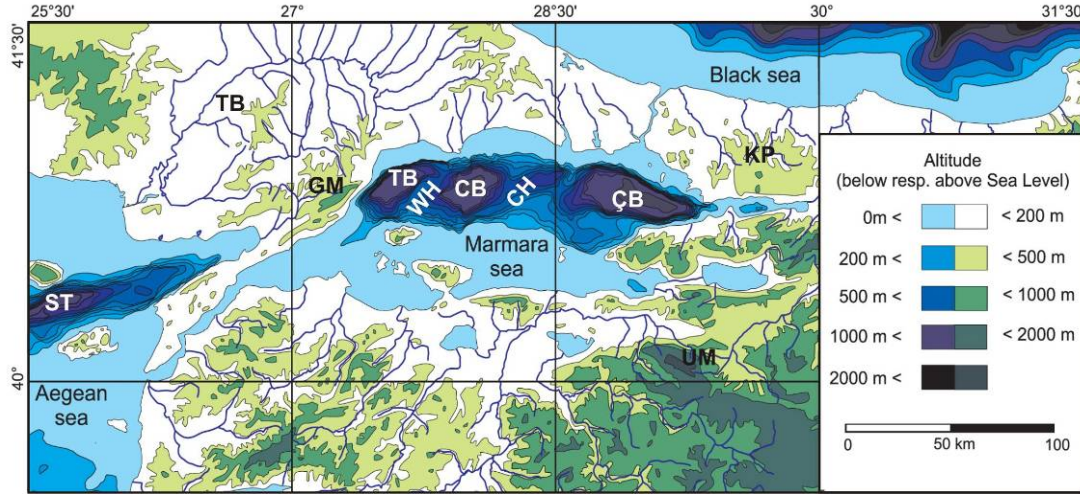 25°30' 27° 28°30' 30° 31°30'
41°30'
Black sea
TB
KP
GM
TB
WH
CB
CH
ÇB
Marmara
sea
ST
UM
40°
Aegean
sea
Altitude
(below resp. above Sea Level)
0m < < 200 m
200 m < < 500 m
500 m < < 1000 m
1000 m < < 2000 m
2000 m <
0 50 km 100